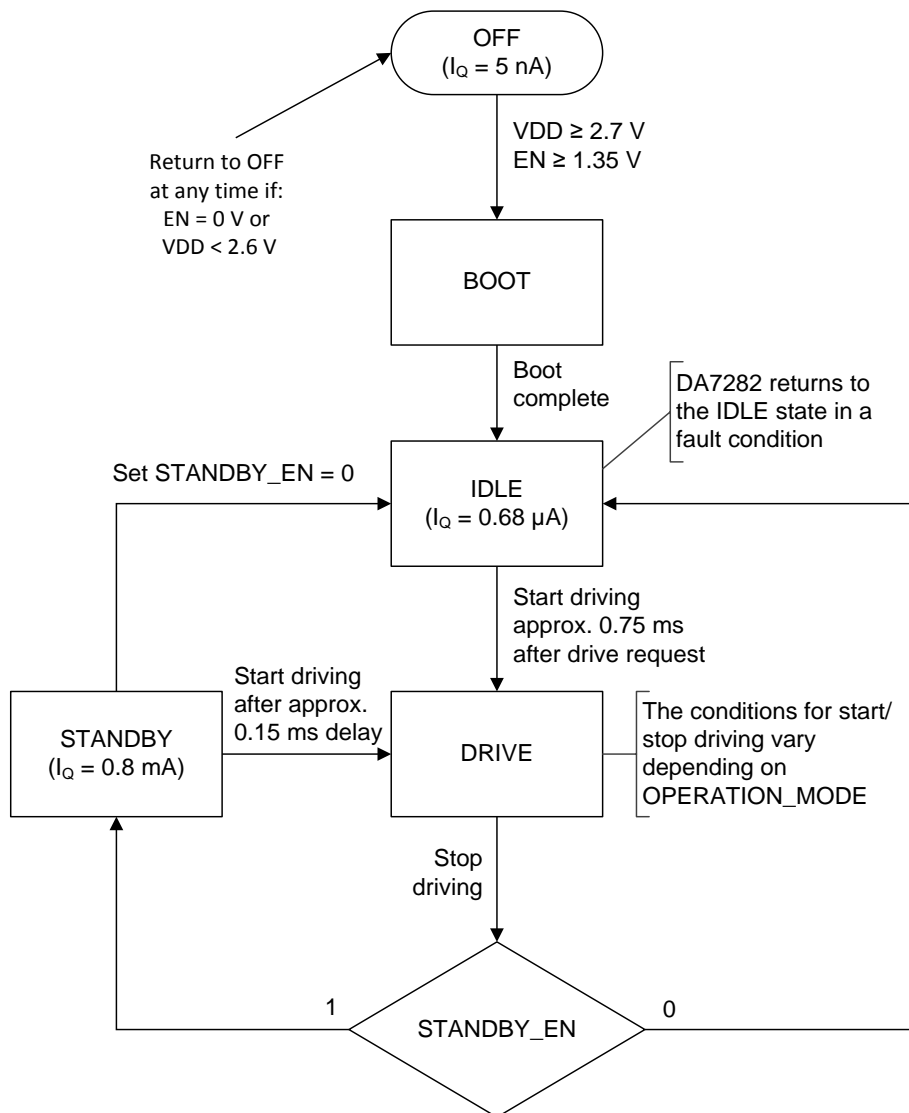 OFF
(IQ = 5 nA)
VDD ≥ 2.7 V
EN ≥ 1.35 V
Return to OFF
at any time if:
EN = 0 V or
VDD < 2.6 V
BOOT
Boot
complete
DA7282 returns to
the IDLE state in a
fault condition
Set STANDBY_EN = 0
IDLE
(IQ = 0.68 µA)
Start driving
approx. 0.75 ms
after drive request
Start driving
after approx.
0.15 ms delay
STANDBY
(IQ = 0.8 mA)
DRIVE
The conditions for start/
stop driving vary
depending on
OPERATION_MODE
Stop
driving
1
STANDBY_EN
0